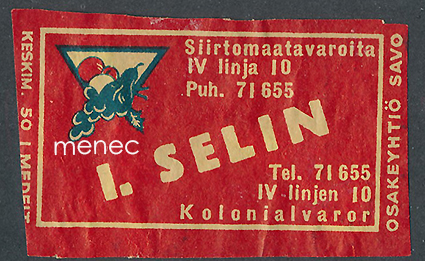 Siirtomaatavaroita
IV linja 10
Puh. 71 655
menec
I. SELIN
Tel. 71 655
IV linjen 10
Kolonialvaror
KESKIM. 50 I MEDELT.
OSAKEYHTIÖ SAVO